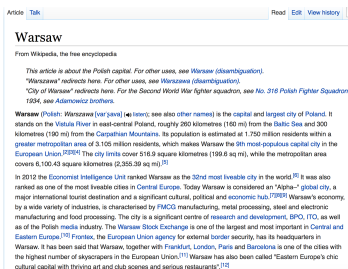 Article Talk Read Edit View history
Warsaw
From Wikipedia, the free encyclopedia
This article is about the Polish capital. For other uses, see Warsaw (disambiguation).
"Warszawa" redirects here. For other uses, see Warszawa (disambiguation).
"City of Warsaw" redirects here. For the Second World War fighter squadron, see No. 316 Polish Fighter Squadron
1934, see Adamowicz brothers.
Warsaw (Polish: Warszawa [varˈʂava] (listen); see also other names) is the capital and largest city of Poland. It
stands on the Vistula River in east-central Poland, roughly 260 kilometres (160 mi) from the Baltic Sea and 300
kilometres (190 mi) from the Carpathian Mountains. Its population is estimated at 1.750 million residents within a
greater metropolitan area of 3.105 million residents, which makes Warsaw the 9th most-populous capital city in the
European Union.[2][3][4] The city limits cover 516.9 square kilometres (199.6 sq mi), while the metropolitan area
covers 6,100.43 square kilometres (2,355.39 sq mi).[5]
In 2012 the Economist Intelligence Unit ranked Warsaw as the 32nd most liveable city in the world.[6] It was also
ranked as one of the most liveable cities in Central Europe. Today Warsaw is considered an "Alpha–" global city, a
major international tourist destination and a significant cultural, political and economic hub.[7][8][9] Warsaw's economy,
by a wide variety of industries, is characterised by FMCG manufacturing, metal processing, steel and electronic
manufacturing and food processing. The city is a significant centre of research and development, BPO, ITO, as well
as of the Polish media industry. The Warsaw Stock Exchange is one of the largest and most important in Central and
Eastern Europe.[10] Frontex, the European Union agency for external border security, has its headquarters in
Warsaw. It has been said that Warsaw, together with Frankfurt, London, Paris and Barcelona is one of the cities with
the highest number of skyscrapers in the European Union.[11] Warsaw has also been called "Eastern Europe's chic
cultural capital with thriving art and club scenes and serious restaurants".[12]